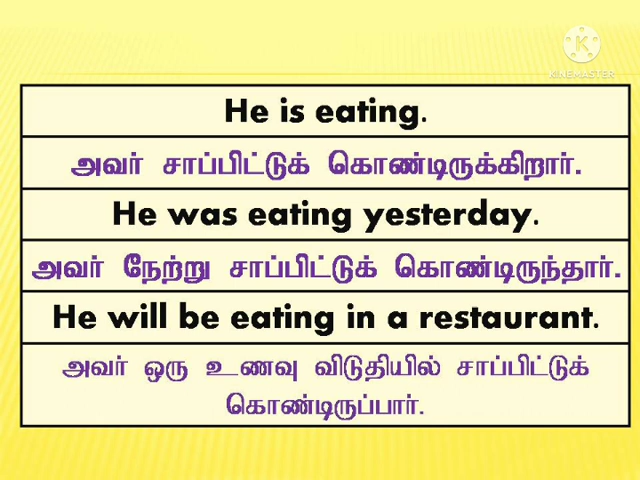 K
KINEMASTER
He is eating.
அவர் சாப்பிட்டுக் கொண்டிருக்கிறார்.
He was eating yesterday.
அவர் நேற்று சாப்பிட்டுக் கொண்டிருந்தார்.
He will be eating in a restaurant.
அவர் ஒரு உணவு விடுதியில் சாப்பிட்டுக்
கொண்டிருப்பார்.